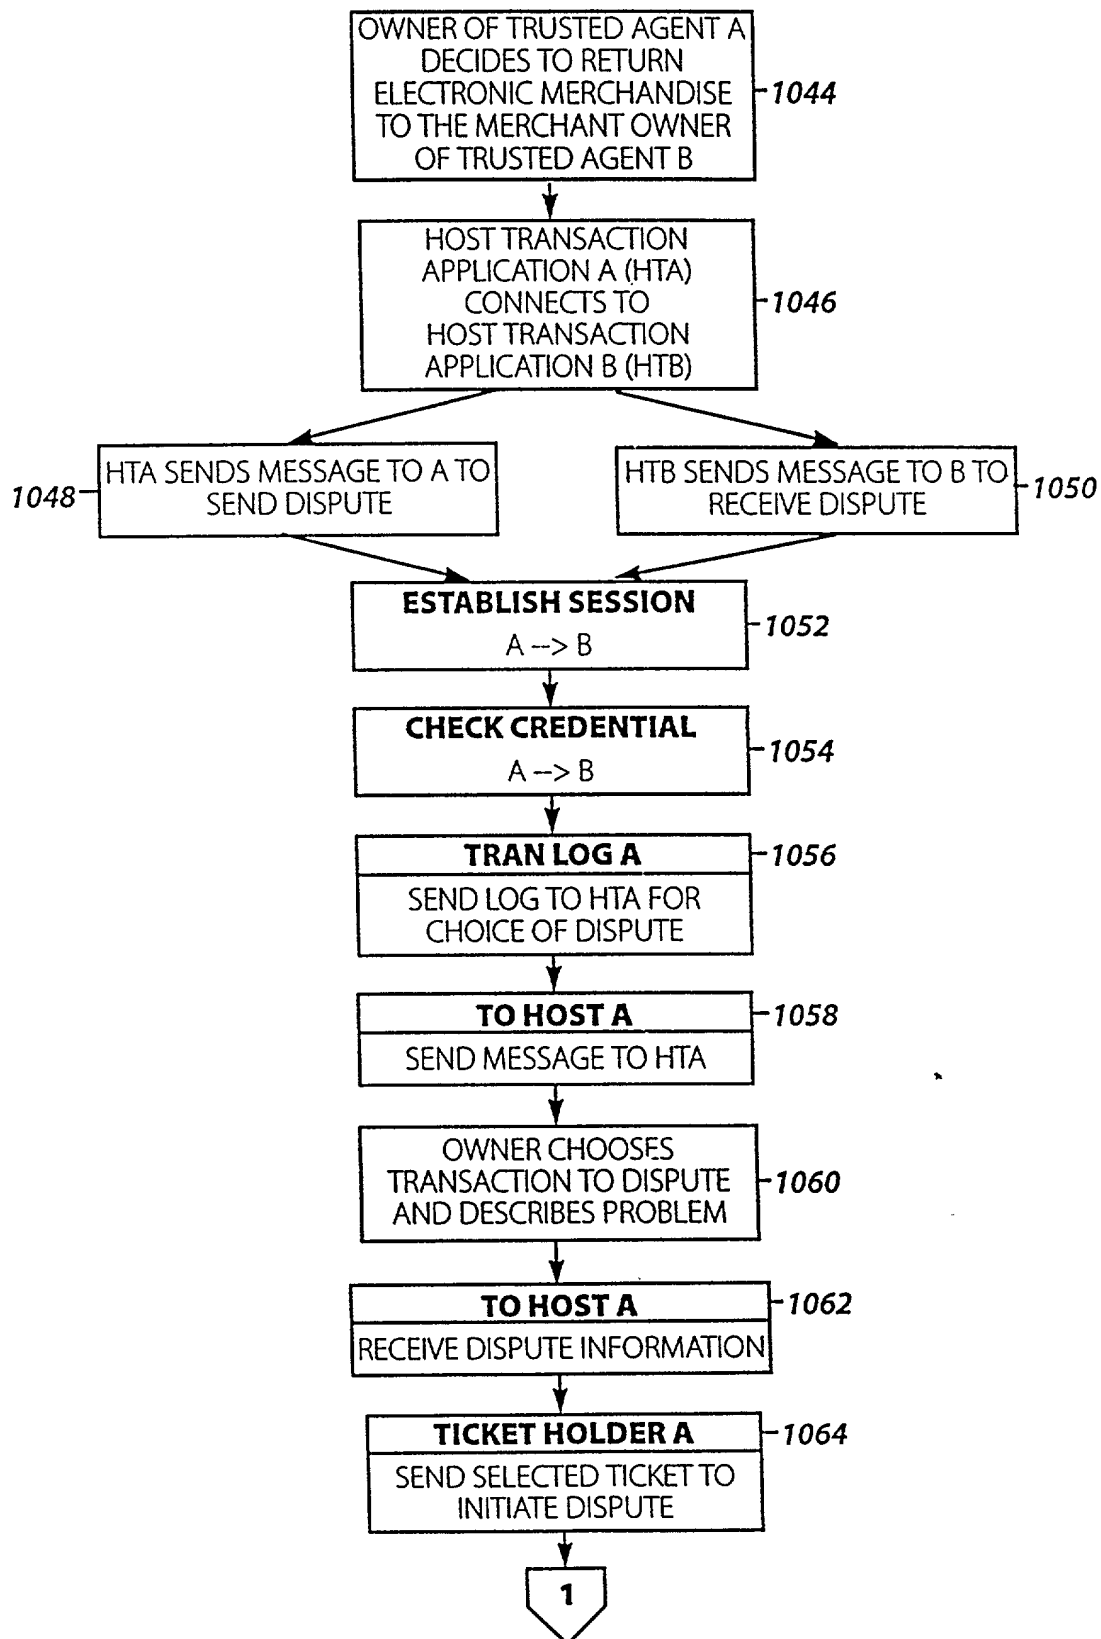 OWNER OF TRUSTED AGENT A
DECIDES TO RETURN
ELECTRONIC MERCHANDISE
TO THE MERCHANT OWNER
OF TRUSTED AGENT B
1044
HOST TRANSACTION
APPLICATION A (HTA)
CONNECTS TO
HOST TRANSACTION
APPLICATION B (HTB)
1046
1048
HTA SENDS MESSAGE TO A TO
SEND DISPUTE
HTB SENDS MESSAGE TO B TO
RECEIVE DISPUTE
1050
ESTABLISH SESSION
A --> B
1052
CHECK CREDENTIAL
A --> B
1054
TRAN LOG A
1056
SEND LOG TO HTA FOR
CHOICE OF DISPUTE
TO HOST A
1058
SEND MESSAGE TO HTA
OWNER CHOOSES
TRANSACTION TO DISPUTE
AND DESCRIBES PROBLEM
1060
TO HOST A
1062
RECEIVE DISPUTE INFORMATION
TICKET HOLDER A
1064
SEND SELECTED TICKET TO
INITIATE DISPUTE
1